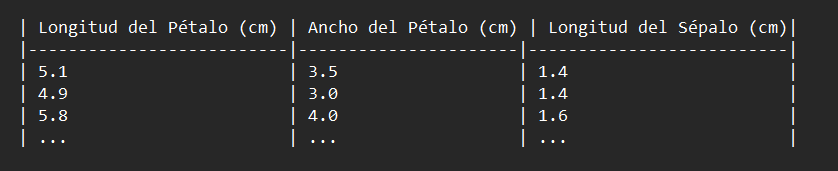 | Longitud del Pétalo (cm) | Ancho del Pétalo (cm) | Longitud del Sépalo (cm)|
|--------------------------|-----------------------|--------------------------|
| 5.1 | 3.5 | 1.4 |
| 4.9 | 3.0 | 1.4 |
| 5.8 | 4.0 | 1.6 |
| ... | ... | ... |